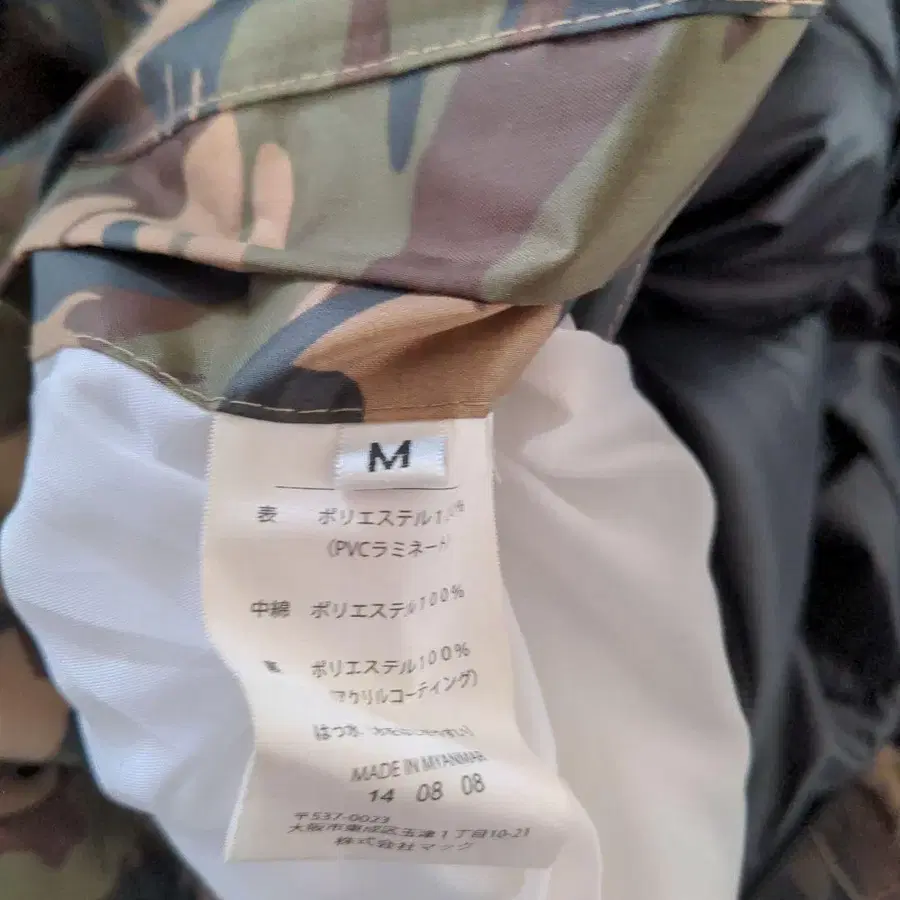 M
表 ポリエステル100%
(PVCラミネート)
中綿 ポリエステル100%
ポリエステル100%
(アクリルコーティング)
はっ水
MADE IN MYANMAR
14 08 08
〒537-0023
大阪市東成区玉津1丁目10-21
株式会社マック